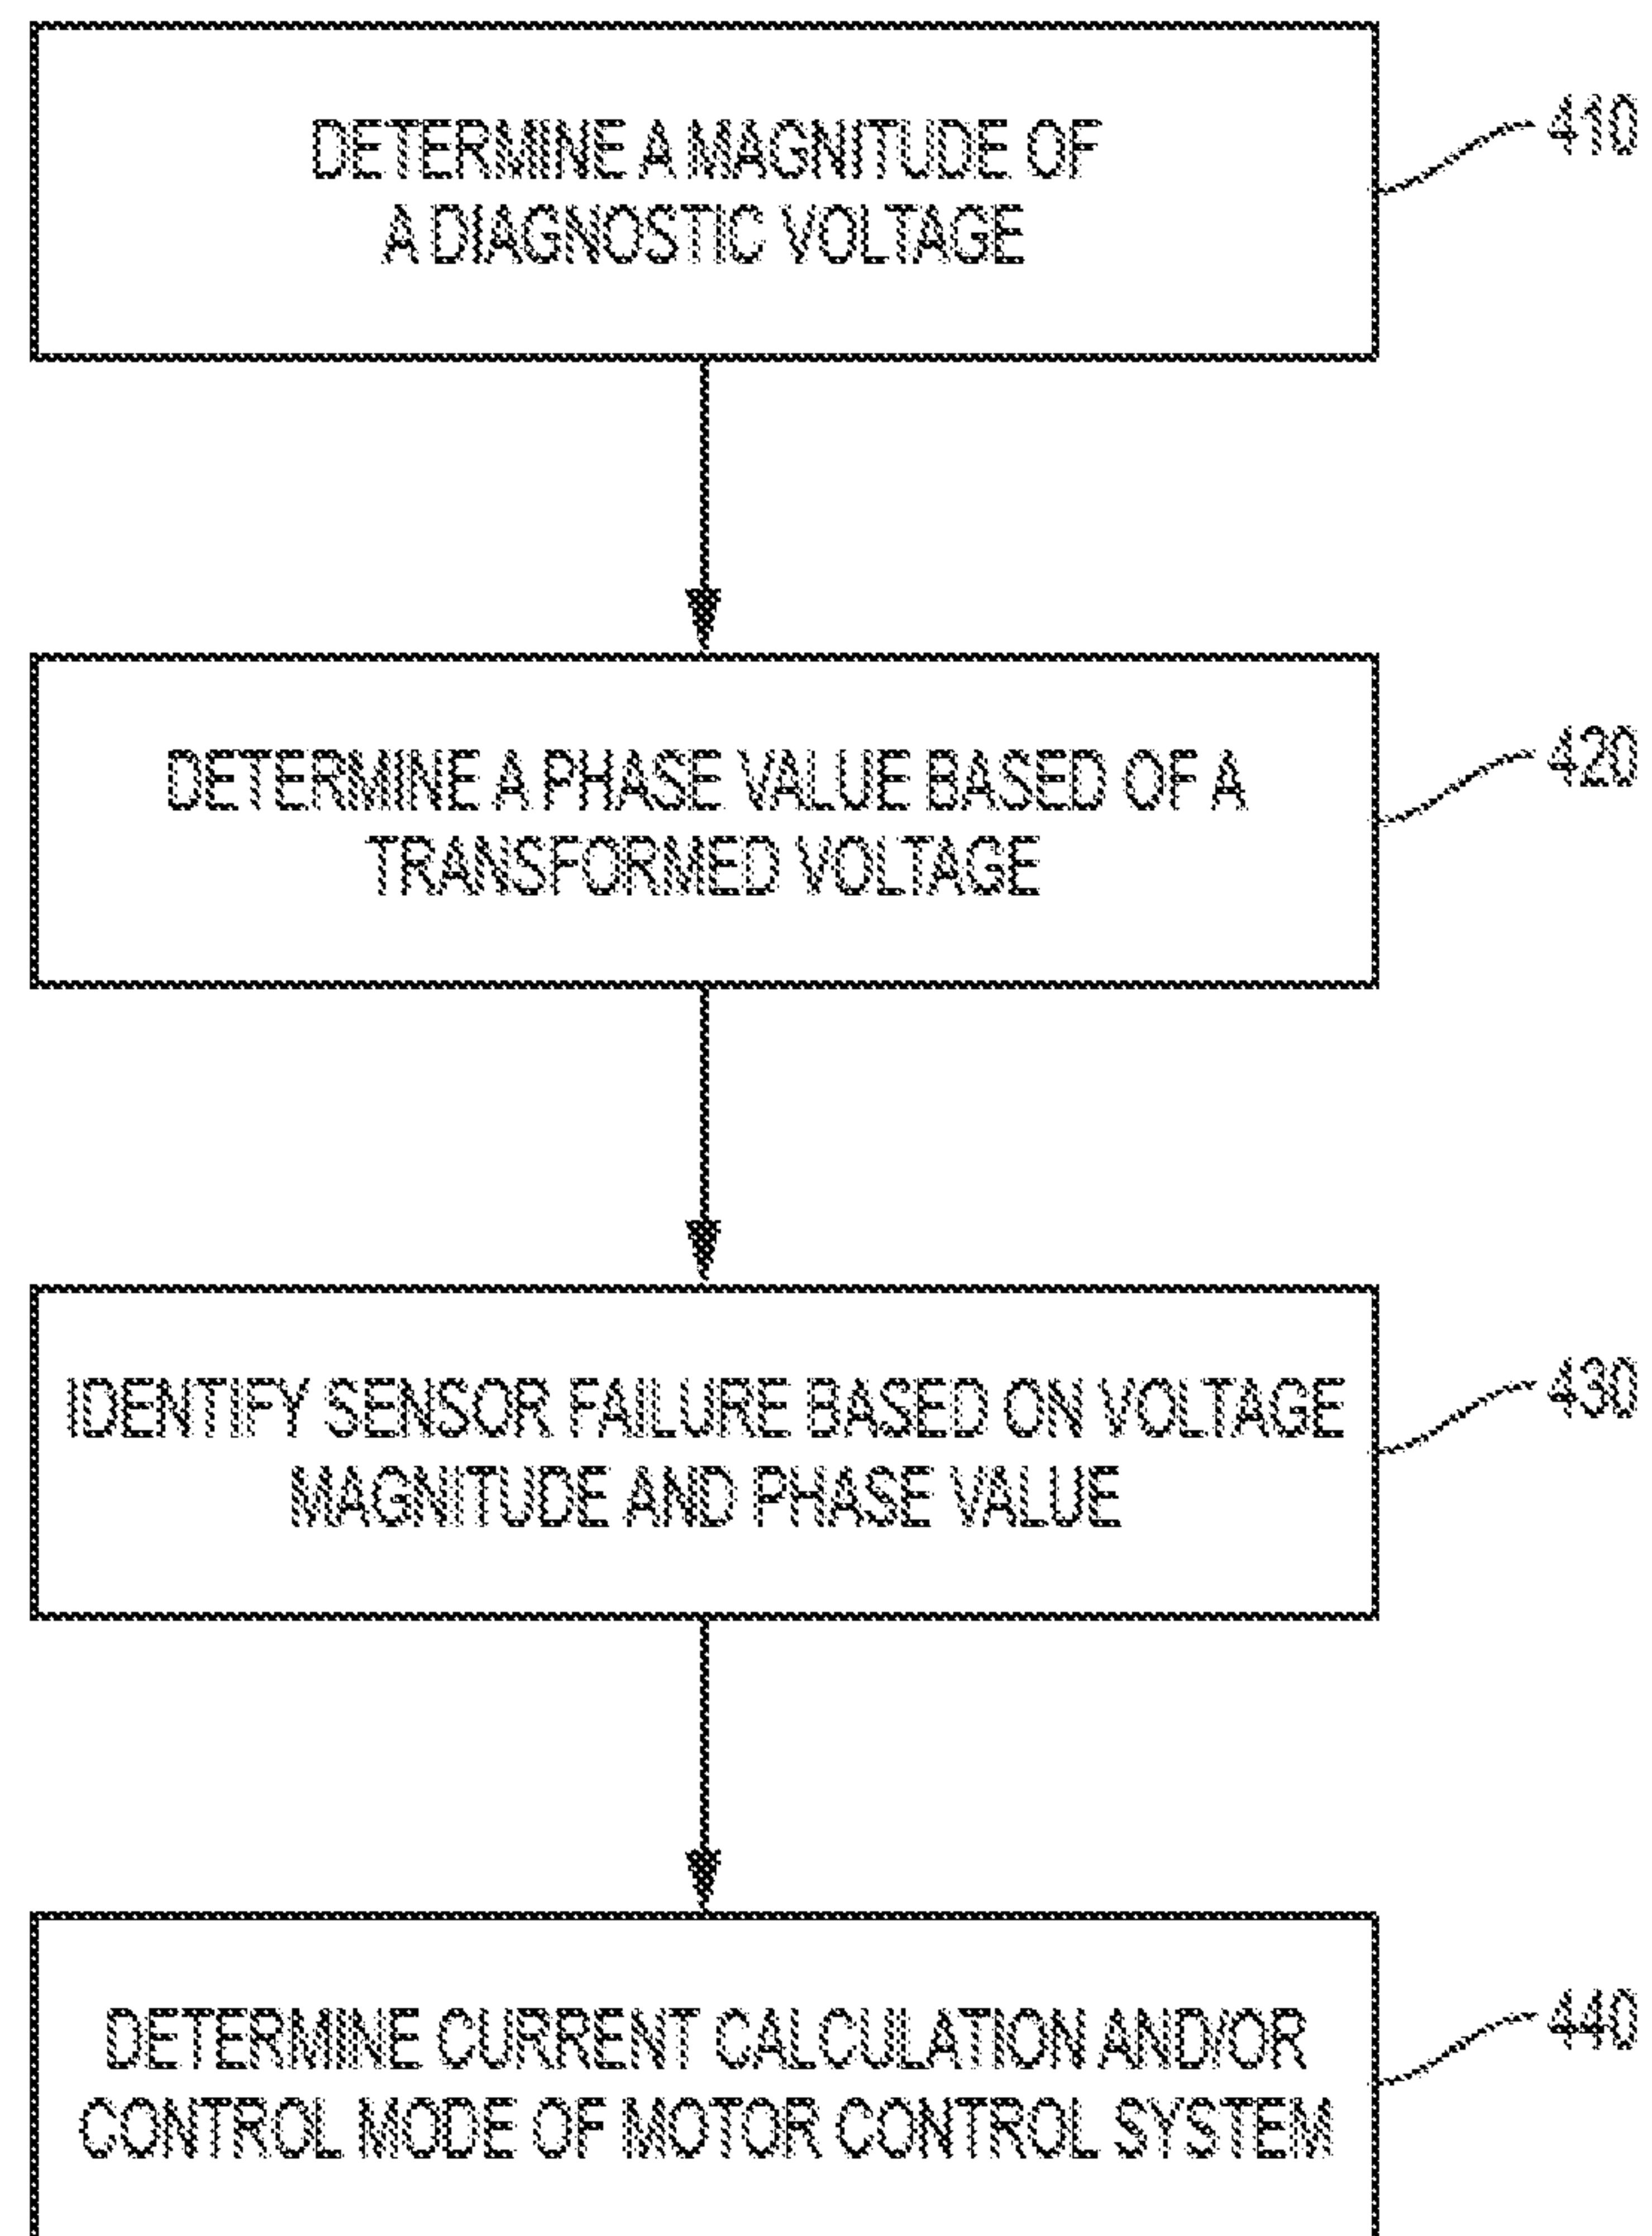 DETERMINE A MAGNITUDE OF
A DIAGNOSTIC VOLTAGE
410
DETERMINE A PHASE VALUE BASED OF A
TRANSFORMED VOLTAGE
420
IDENTIFY SENSOR FAILURE BASED ON VOLTAGE
MAGNITUDE AND PHASE VALUE
430
DETERMINE CURRENT CALCULATION AND/OR
CONTROL MODE OF MOTOR CONTROL SYSTEM
440